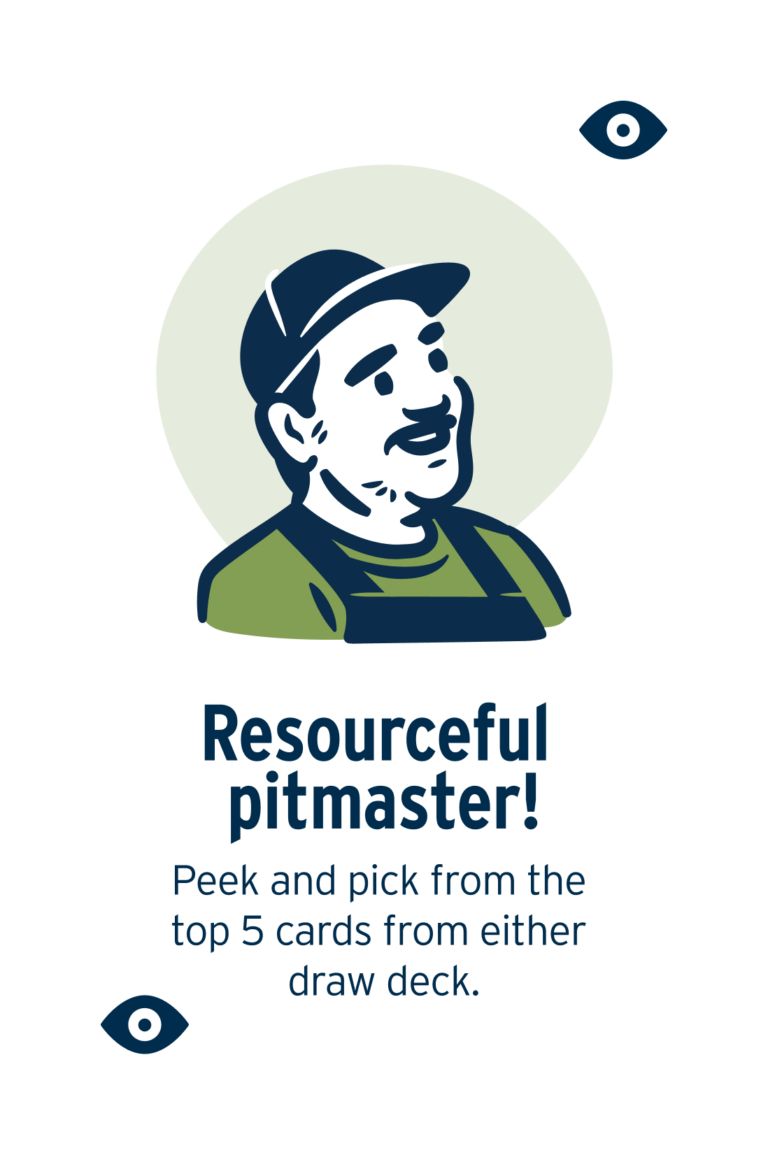 Resourceful
pitmaster!
Peek and pick from the
top 5 cards from either
draw deck.